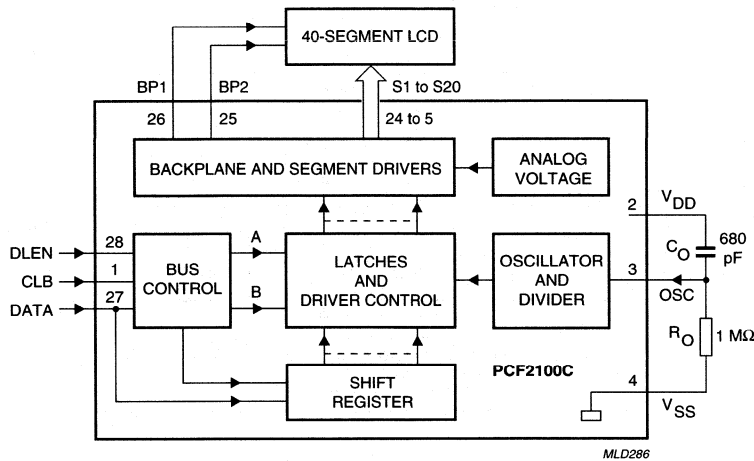 40-SEGMENT LCD
BP1
BP2
S1 to S20
26
25
24 to 5
BACKPLANE AND SEGMENT DRIVERS
ANALOG
VOLTAGE
2
VDD
DLEN
28
CLB
1
DATA
27
BUS
CONTROL
A
B
LATCHES
AND
DRIVER CONTROL
OSCILLATOR
AND
DIVIDER
3
OSC
CO
680
pF
RO
1 MΩ
SHIFT
REGISTER
PCF2100C
4
VSS
MLD286